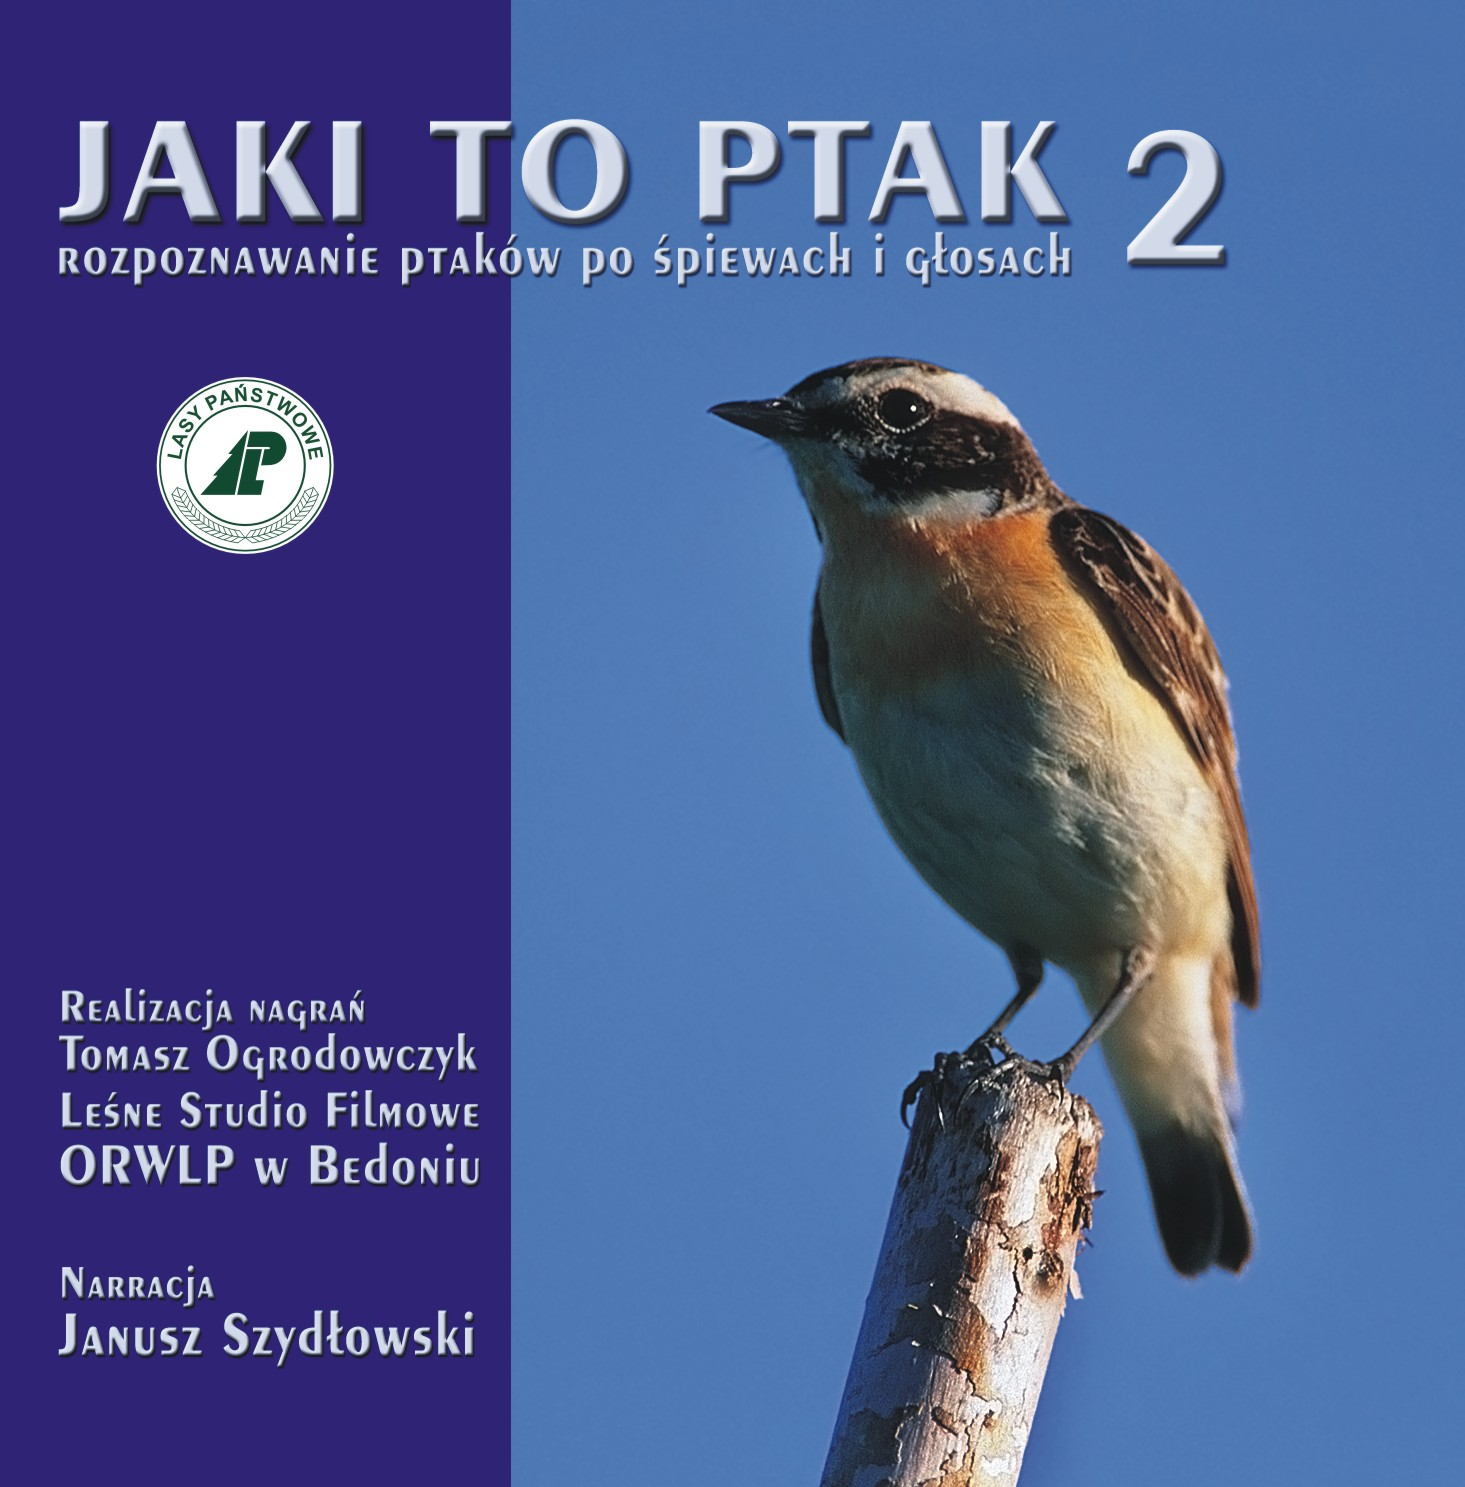 JAKI TO PTAK 2
rozpoznawanie ptaków po śpiewach i głosach
LASY PAŃSTWOWE
LP
Realizacja nagrań
Tomasz Ogrodowczyk
Leśne Studio Filmowe
ORWLP w Bedoniu
Narracja
Janusz Szydłowski